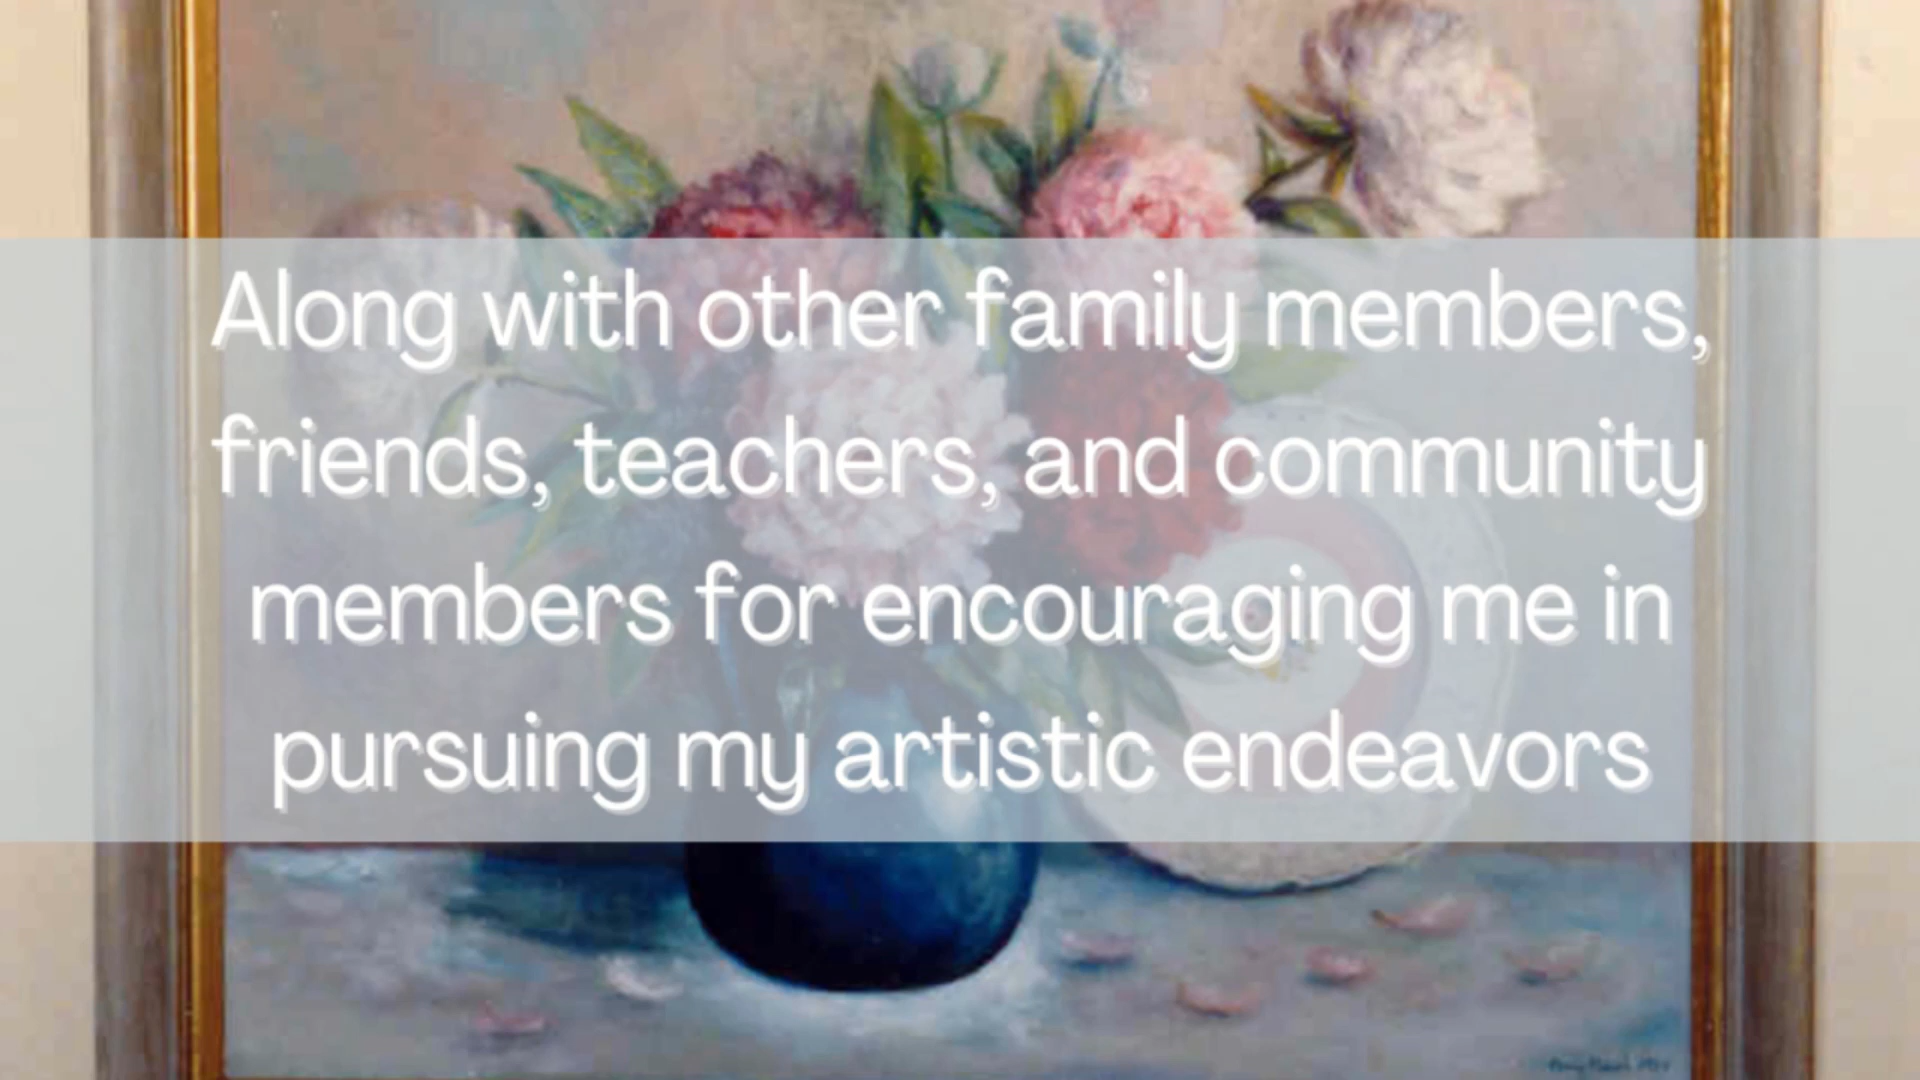 Along with other family members,
friends, teachers, and community
members for encouraging me in
pursuing my artistic endeavors